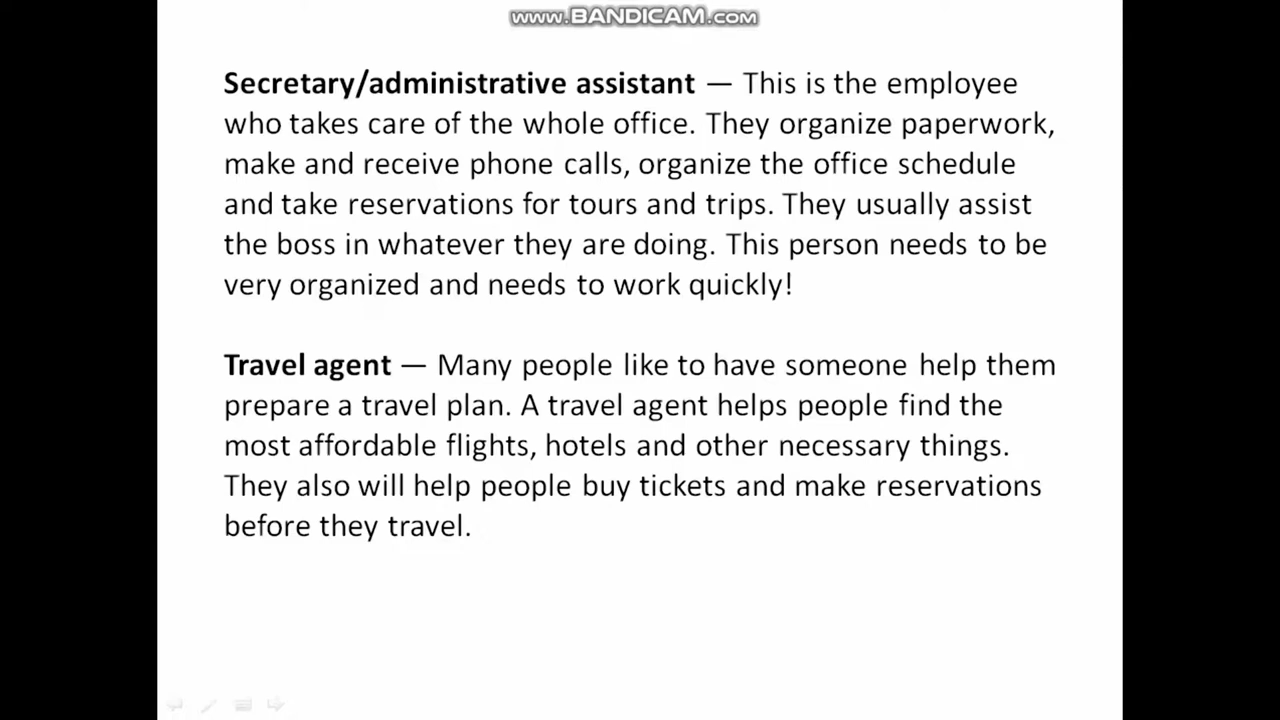 www.BANDICAM.com
Secretary/administrative assistant — This is the employee
who takes care of the whole office. They organize paperwork,
make and receive phone calls, organize the office schedule
and take reservations for tours and trips. They usually assist
the boss in whatever they are doing. This person needs to be
very organized and needs to work quickly!
Travel agent — Many people like to have someone help them
prepare a travel plan. A travel agent helps people find the
most affordable flights, hotels and other necessary things.
They also will help people buy tickets and make reservations
before they travel.